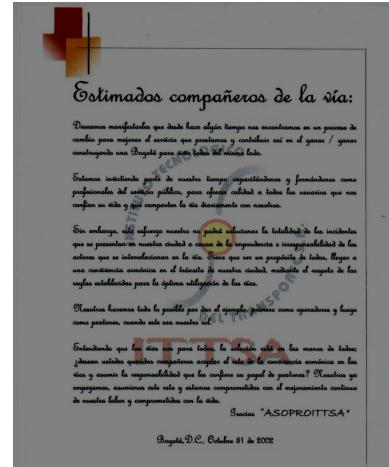 Estimados compañeros de la vía:
Deseamos manifestarles que desde hace algún tiempo nos encontramos en un proceso de
cambio para mejorar el servicio que prestamos y contribuir así en el ganar / ganar
construyendo una Bogotá para vivir todos del mismo lado.
Estamos invirtiendo parte de nuestro tiempo capacitándonos y formándonos como
profesionales del servicio público, para ofrecer calidad a todos los usuarios que nos
confían su vida y que comparten la vía diariamente con nosotros.
Sin embargo, este esfuerzo nuestro no podrá solucionar la totalidad de los incidentes
que se presentan en nuestra ciudad a causa de la imprudencia e irresponsabilidad de los
actores que se interrelacionan en la vía. Tiene que ser un propósito de todos, llegar a
una convivencia armónica en el tránsito de nuestra ciudad, mediante el respeto de las
reglas establecidas para la óptima utilización de las vías.
Nosotros haremos todo lo posible por dar el ejemplo, primero como operadores y luego
como peatones, cuando este sea nuestro rol.
Entendiendo que las vías son para todos, la solución está en las manos de todos;
¿desean ustedes queridos compañeros aceptar el reto de la convivencia armónica en las
vías y asumir la responsabilidad que les confiere su papel de peatones? Nosotros ya
empezamos, asumimos este reto y estamos comprometidos con el mejoramiento continuo
de nuestra labor y comprometidos con la vida.
Gracias "ASOPROITTSA"
Bogotá, D.C., Octubre 31 de 2002
INSTITUTO TECNOLOGICO
DEL TRANSPORTE
ITTSA